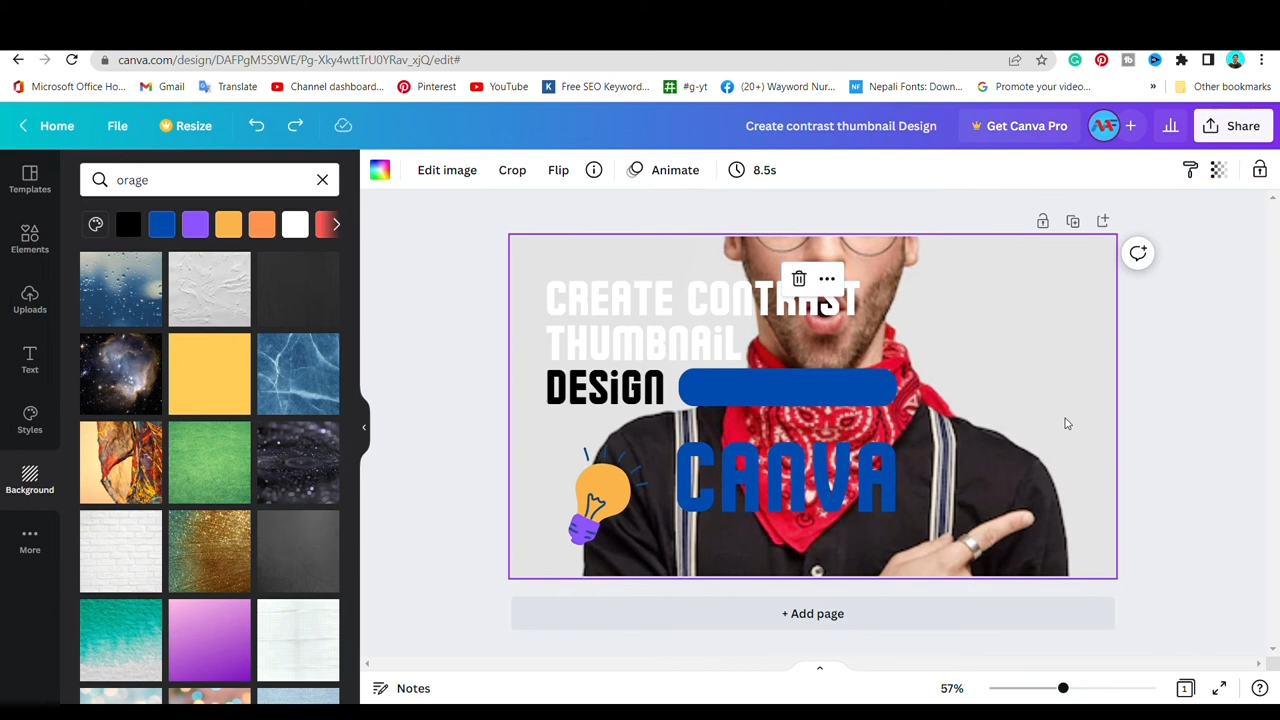 canva.com/design/DAFPgM5S9WE/Pg-Xky4wttTrU0YRav_xjQ/edit#
Microsoft Office Ho... Gmail Translate Channel dashboard... Pinterest YouTube Free SEO Keyword... #g-yt (20+) Wayword Nur... Nepali Fonts: Down... Promote your video... » Other bookmarks
Home File Resize Create contrast thumbnail Design Get Canva Pro + Share
Templates
Elements
Uploads
Text
Styles
Background
More
orage
Edit image Crop Flip Animate 8.5s
CREATE CONTRAST
THUMBNAiL
DESiGN
CANVA
+ Add page
Notes 57% 1